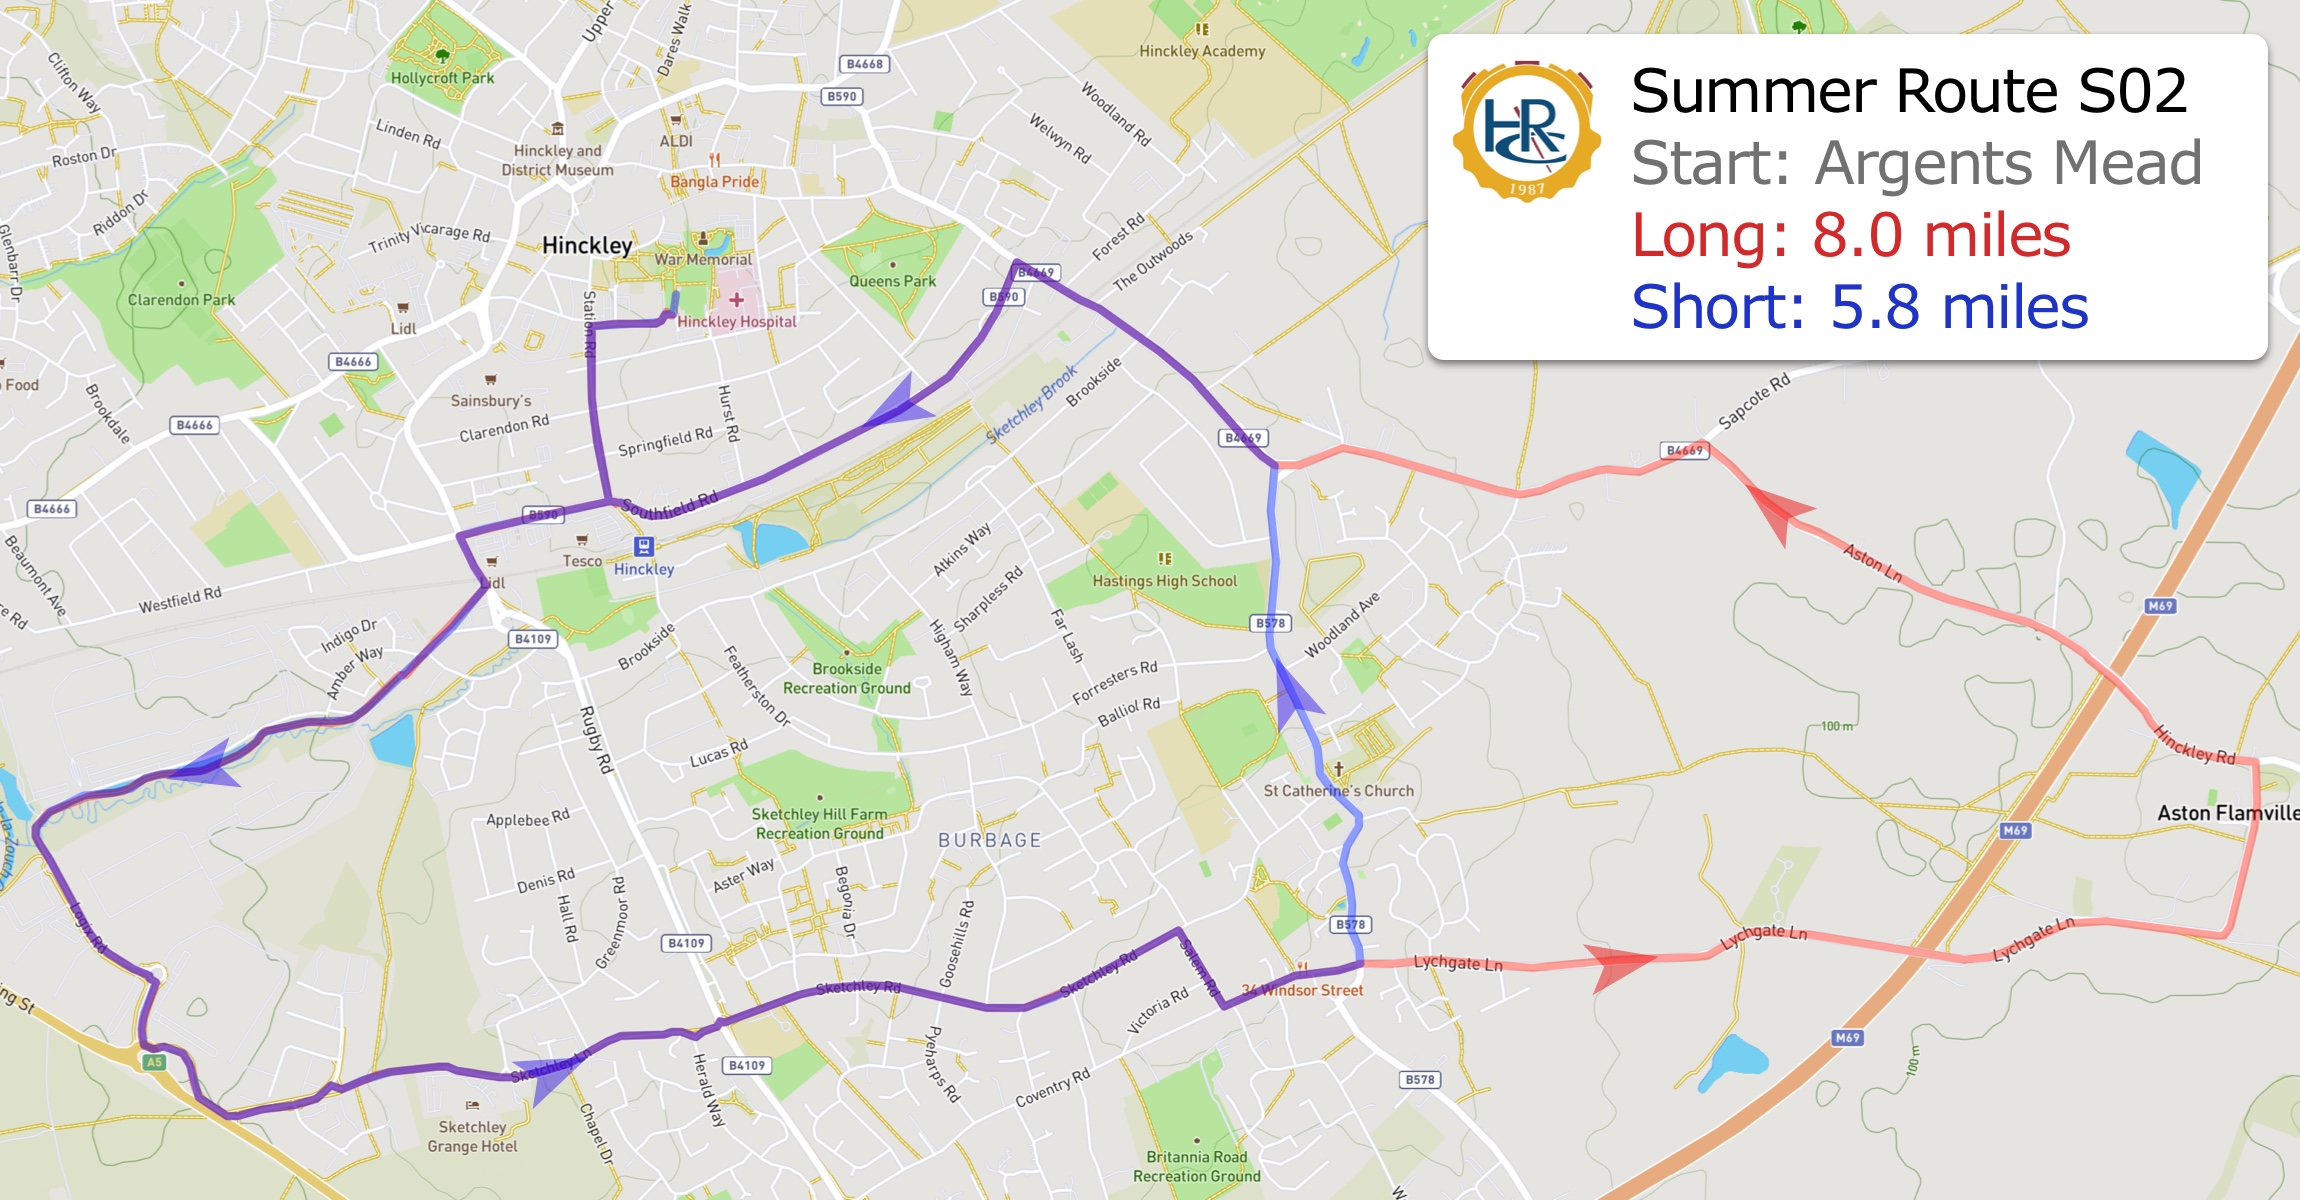 Summer Route S02
Start: Argents Mead
Long: 8.0 miles
Short: 5.8 miles
HR
1987
Clifton Way
Hollycroft Park
Upper
Dares Walk
B4668
B590
Hinckley Academy
Woodland Rd
Welwyn Rd
Linden Rd
ALDI
Hinckley and
District Museum
Bangla Pride
Roston Dr
Riddon Dr
Glenbarr Dr
Trinity Vicarage Rd
Hinckley
War Memorial
Queens Park
B4669
B590
Forest Rd
The Outwoods
Clarendon Park
Lidl
Station Rd
Hinckley Hospital
B4666
Food
Brookdale
Sainsbury's
Clarendon Rd
Springfield Rd
Hurst Rd
Sketchley Brook
Brookside
Sapcote Rd
B4666
B4669
B4669
B4666
B590
Southfield Rd
Tesco
Hinckley
Lidl
Beaumont Ave
re Rd
Westfield Rd
Atkins Way
Sharpless Rd
Hastings High School
Aston Ln
M69
Indigo Dr
Amber Way
B4109
Brookside
Featherston Dr
Brookside
Recreation Ground
Higham Way
Far Lash
Forresters Rd
Balliol Rd
B578
Woodland Ave
Rugby Rd
Lucas Rd
100 m
Hinckley Rd
St Catherine's Church
Sketchley Hill Farm
Recreation Ground
Applebee Rd
BURBAGE
Aston Flamville
M69
Denis Rd
Hall Rd
Greenmoor Rd
Aster Way
Begonia Dr
Goosehills Rd
Logix Rd
B4109
B578
Sketchley Rd
Sketchley Rd
Salem Rd
Victoria Rd
34 Windsor Street
Lychgate Ln
Lychgate Ln
Lychgate Ln
ing St
A5
Sketchley Ln
Herald Way
B4109
Pyeharps Rd
Coventry Rd
B578
M69
100 m
Sketchley
Grange Hotel
Chapel Dr
Britannia Road
Recreation Ground